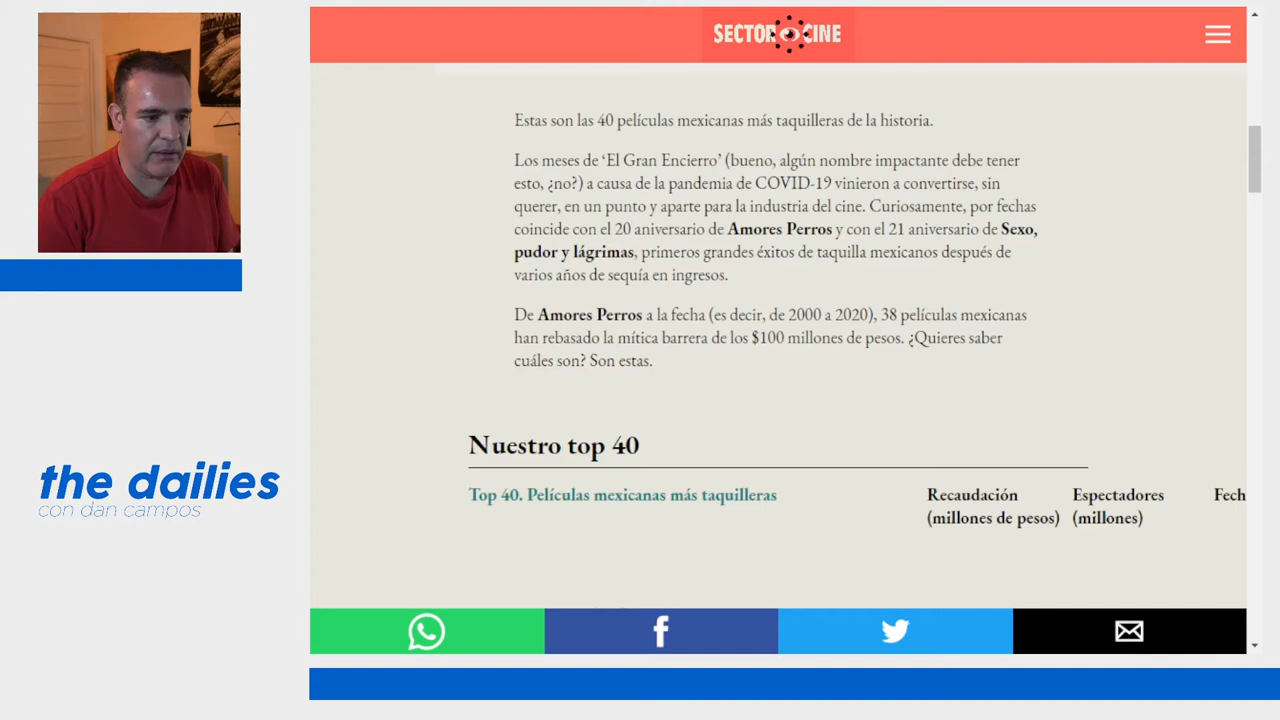 SECTOR CINE
Estas son las 40 películas mexicanas más taquilleras de la historia.
Los meses de ‘El Gran Encierro’ (bueno, algún nombre impactante debe tener
esto, ¿no?) a causa de la pandemia de COVID-19 vinieron a convertirse, sin
querer, en un punto y aparte para la industria del cine. Curiosamente, por fechas
coincide con el 20 aniversario de Amores Perros y con el 21 aniversario de Sexo,
pudor y lágrimas, primeros grandes éxitos de taquilla mexicanos después de
varios años de sequía en ingresos.
De Amores Perros a la fecha (es decir, de 2000 a 2020), 38 películas mexicanas
han rebasado la mítica barrera de los $100 millones de pesos. ¿Quieres saber
cuáles son? Son estas.
Nuestro top 40
Top 40. Películas mexicanas más taquilleras
Recaudación
(millones de pesos)
Espectadores
(millones)
Fech
the dailies
con dan campos